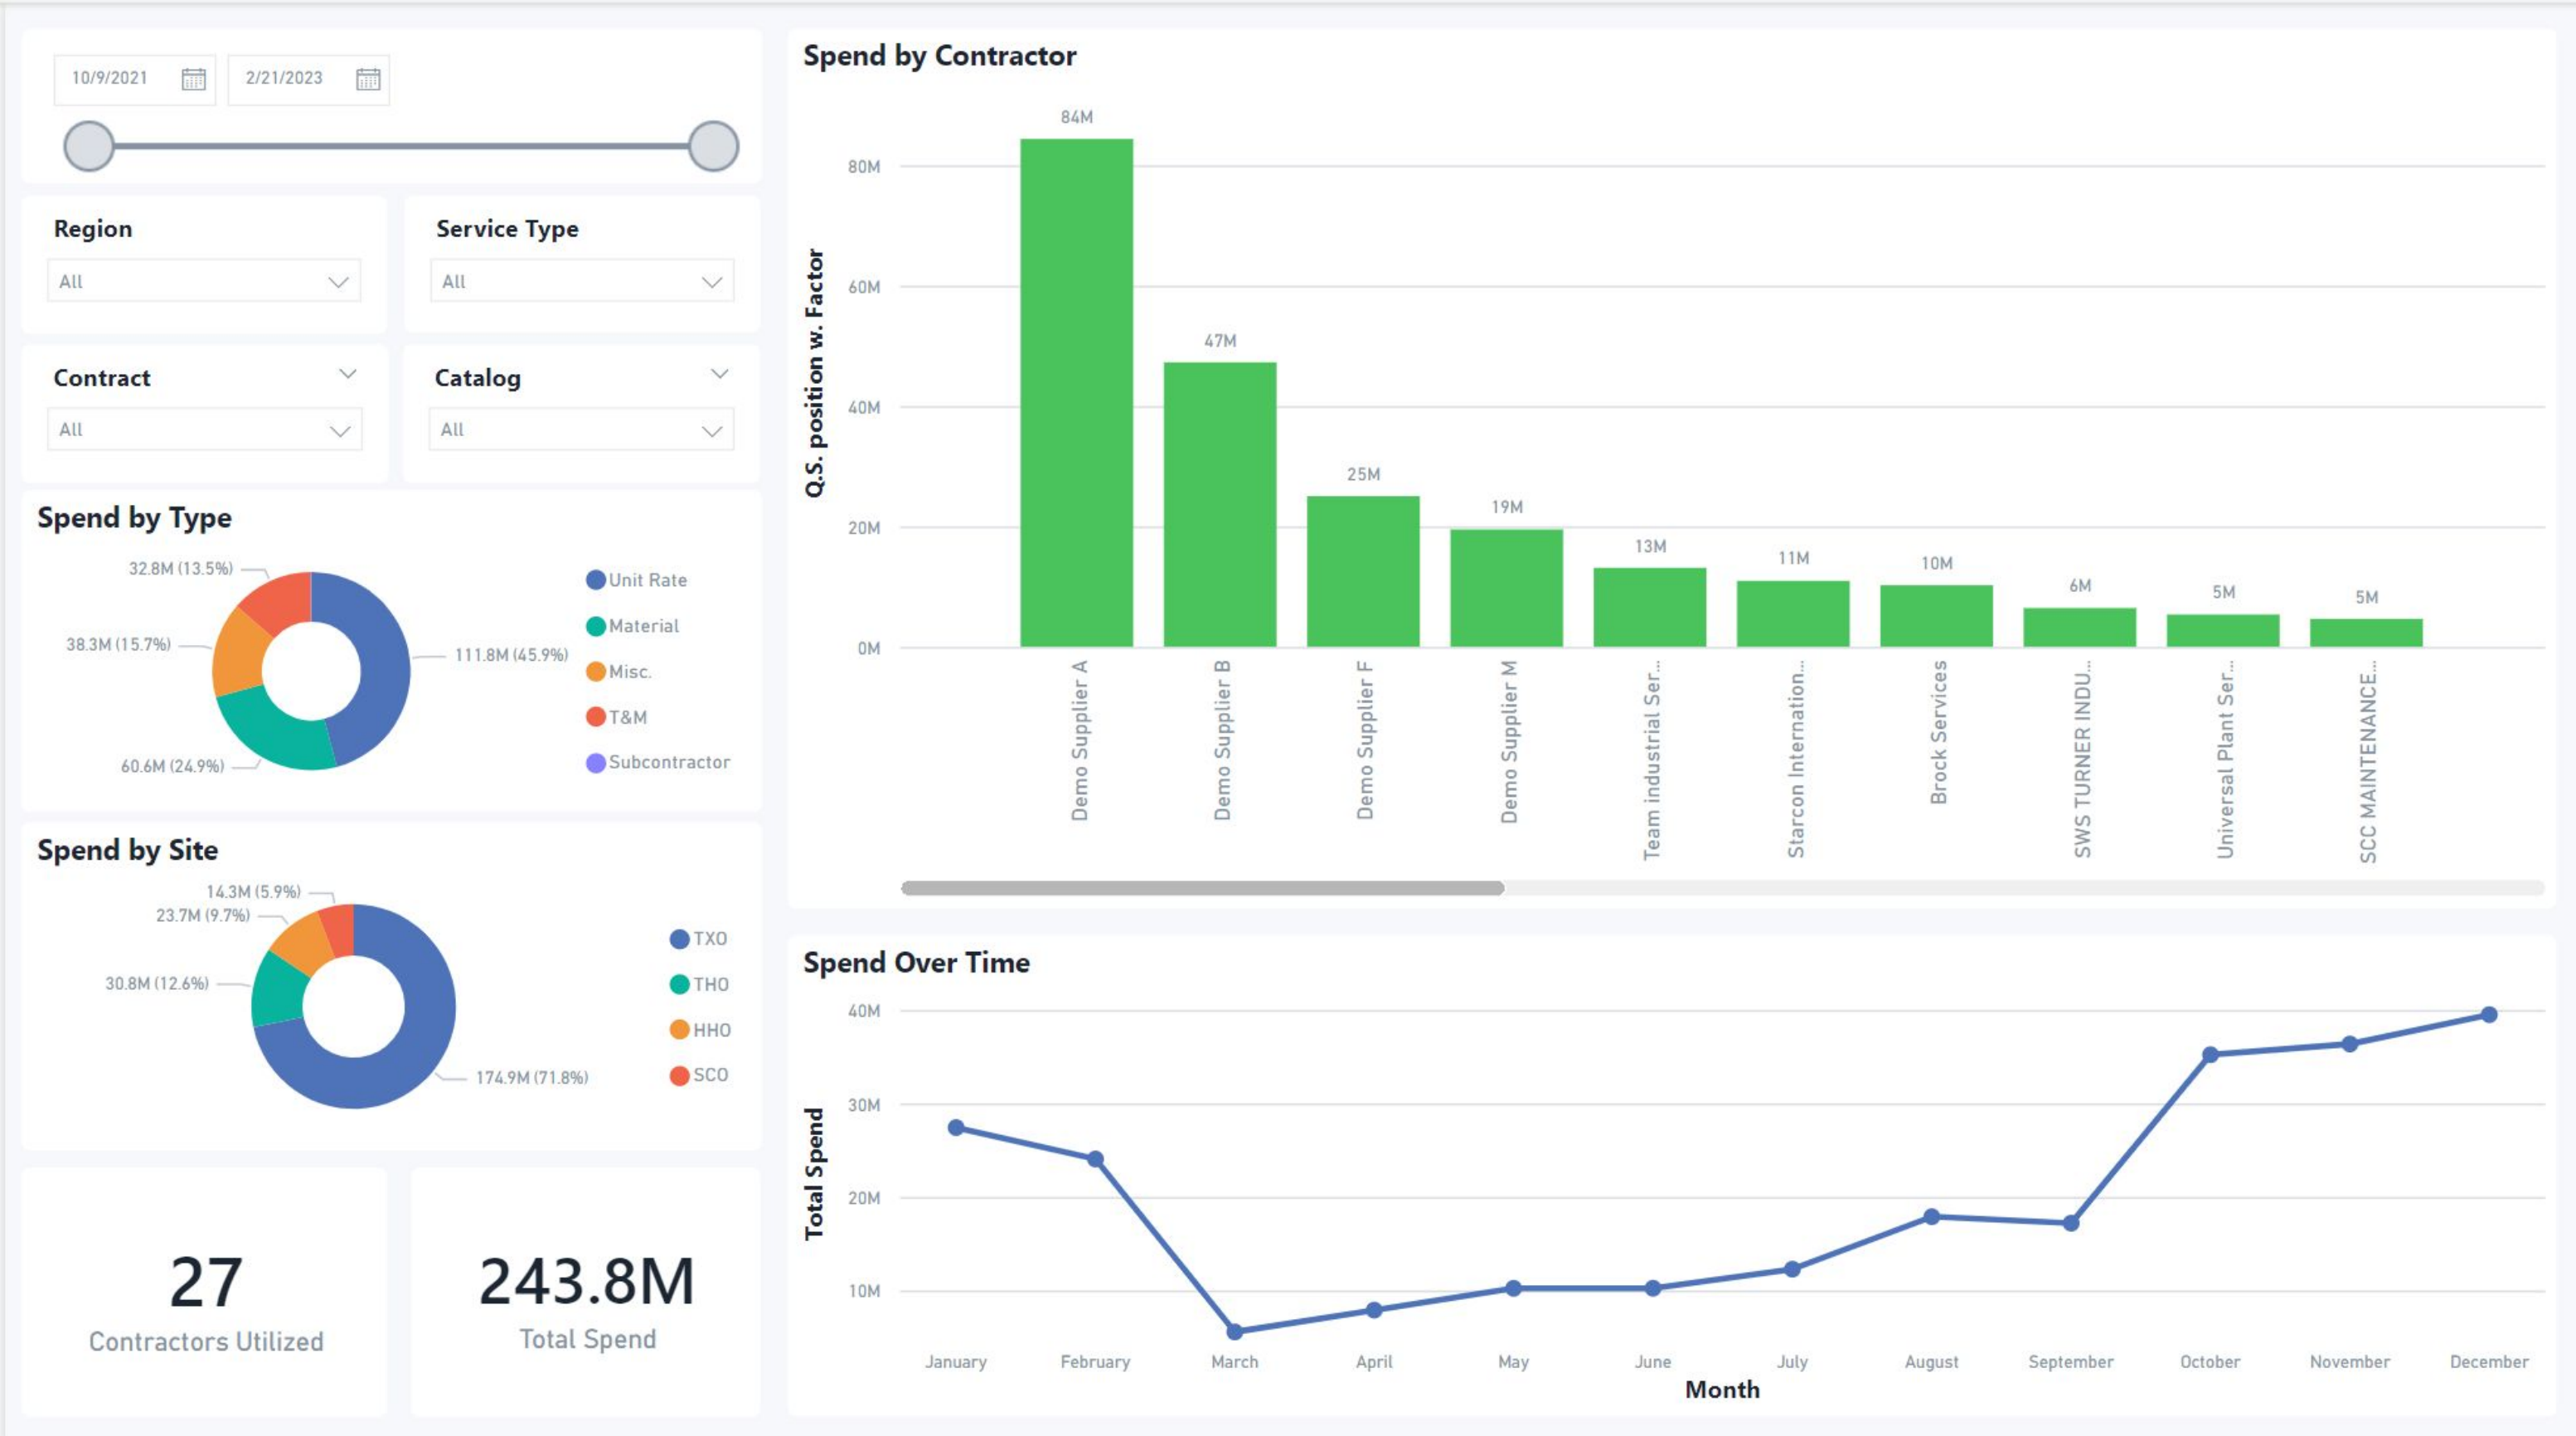 10/9/2021
2/21/2023
Region
All
Service Type
All
Contract
All
Catalog
All
Spend by Type
32.8M (13.5%)
38.3M (15.7%)
111.8M (45.9%)
60.6M (24.9%)
Unit Rate
Material
Misc.
T&M
Subcontractor
Spend by Site
14.3M (5.9%)
23.7M (9.7%)
30.8M (12.6%)
174.9M (71.8%)
TXO
THO
HHO
SCO
27
Contractors Utilized
243.8M
Total Spend
Spend by Contractor
Q.S. position w. Factor
80M
60M
40M
20M
0M
84M
47M
25M
19M
13M
11M
10M
6M
5M
5M
Demo Supplier A
Demo Supplier B
Demo Supplier F
Demo Supplier M
Team industrial Ser...
Starcon Internation...
Brock Services
SWS TURNER INDU...
Universal Plant Ser...
SCC MAINTENANCE...
Spend Over Time
Total Spend
40M
30M
20M
10M
January
February
March
April
May
June
July
August
September
October
November
December
Month